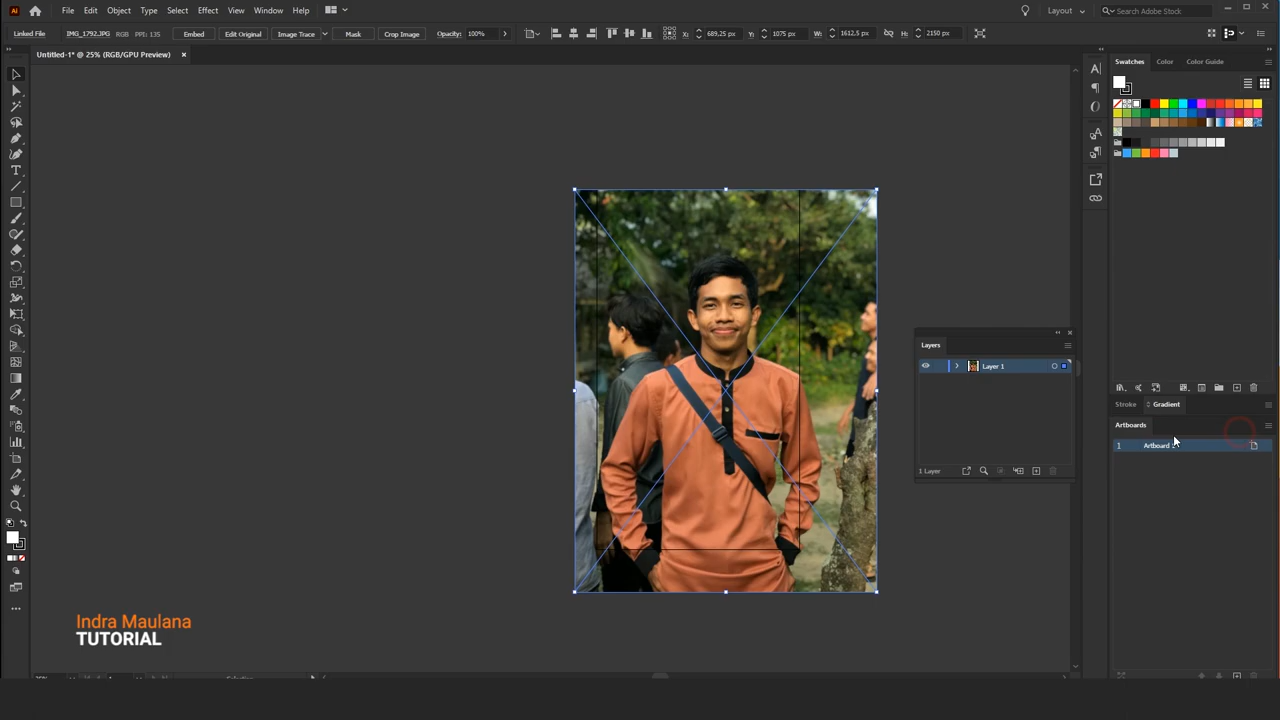 Ai File Edit Object Type Select Effect View Window Help Layout Search Adobe Stock
Linked File IMG_1792.JPG RGB PPI: 135 Embed Edit Original Image Trace Mask Crop Image Opacity: 100% X: 689,25 px Y: 1075 px W: 1612,5 px H: 2150 px
Untitled-1* @ 25% (RGB/GPU Preview)
Swatches Color Color Guide
Layers
Layer 1
1 Layer
Stroke Gradient
Artboards
1 Artboard
Indra Maulana
TUTORIAL